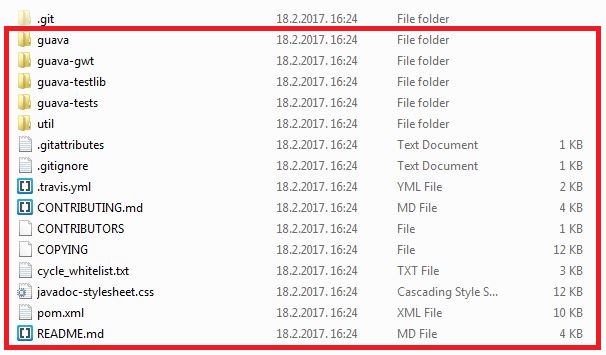 .git 18.2.2017. 16:24 File folder
guava 18.2.2017. 16:24 File folder
guava-gwt 18.2.2017. 16:24 File folder
guava-testlib 18.2.2017. 16:24 File folder
guava-tests 18.2.2017. 16:24 File folder
util 18.2.2017. 16:24 File folder
.gitattributes 18.2.2017. 16:24 Text Document 1 KB
.gitignore 18.2.2017. 16:24 Text Document 1 KB
.travis.yml 18.2.2017. 16:24 YML File 2 KB
CONTRIBUTING.md 18.2.2017. 16:24 MD File 4 KB
CONTRIBUTORS 18.2.2017. 16:24 File 1 KB
COPYING 18.2.2017. 16:24 File 12 KB
cycle_whitelist.txt 18.2.2017. 16:24 TXT File 3 KB
javadoc-stylesheet.css 18.2.2017. 16:24 Cascading Style S... 12 KB
pom.xml 18.2.2017. 16:24 XML File 10 KB
README.md 18.2.2017. 16:24 MD File 4 KB